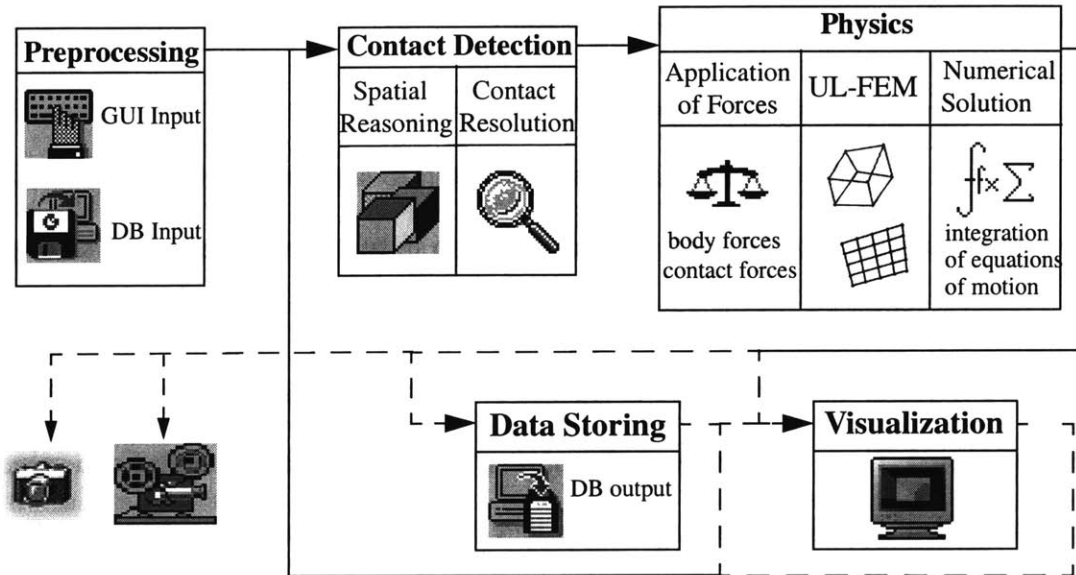 Preprocessing
GUI Input
DB Input
Contact Detection
Spatial
Reasoning
Contact
Resolution
Physics
Application
of Forces
UL-FEM
Numerical
Solution
body forces
contact forces
∫fx∑
integration
of equations
of motion
Data Storing
DB output
Visualization